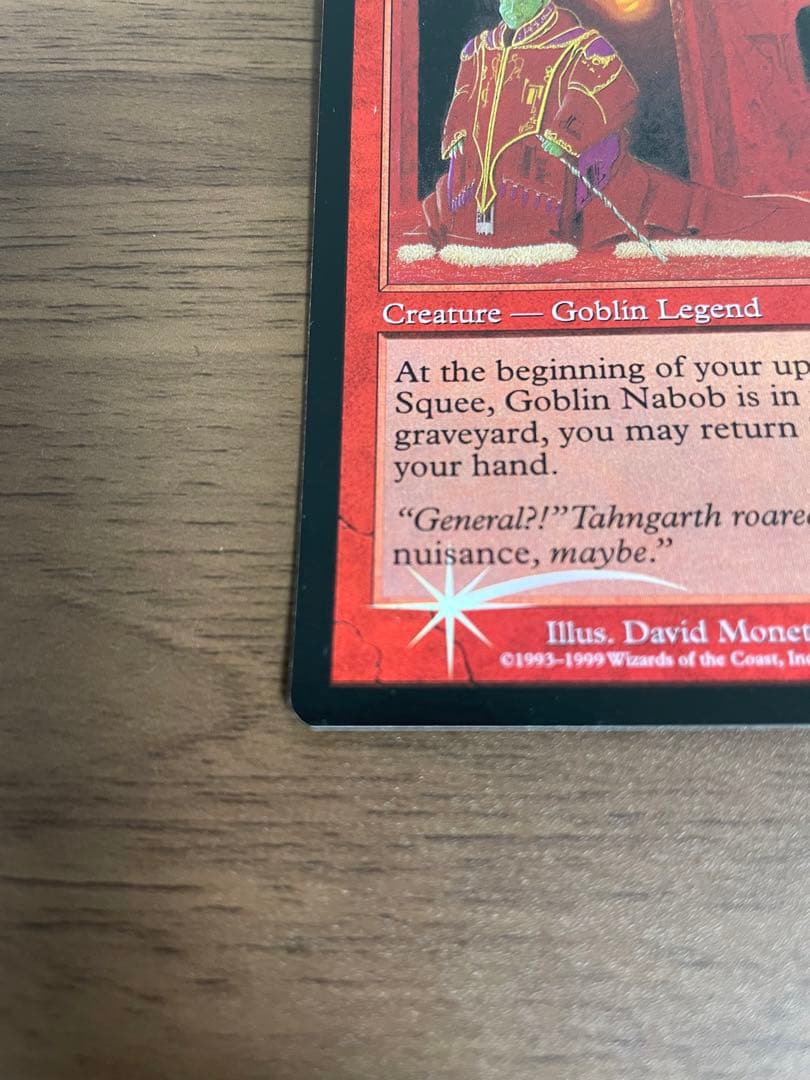 Creature — Goblin Legend
At the beginning of your up
Squee, Goblin Nabob is in
graveyard, you may return
your hand.
“General?!” Tahngarth roared
nuisance, maybe.”
Illus. David Monet
©1993–1999 Wizards of the Coast, Inc